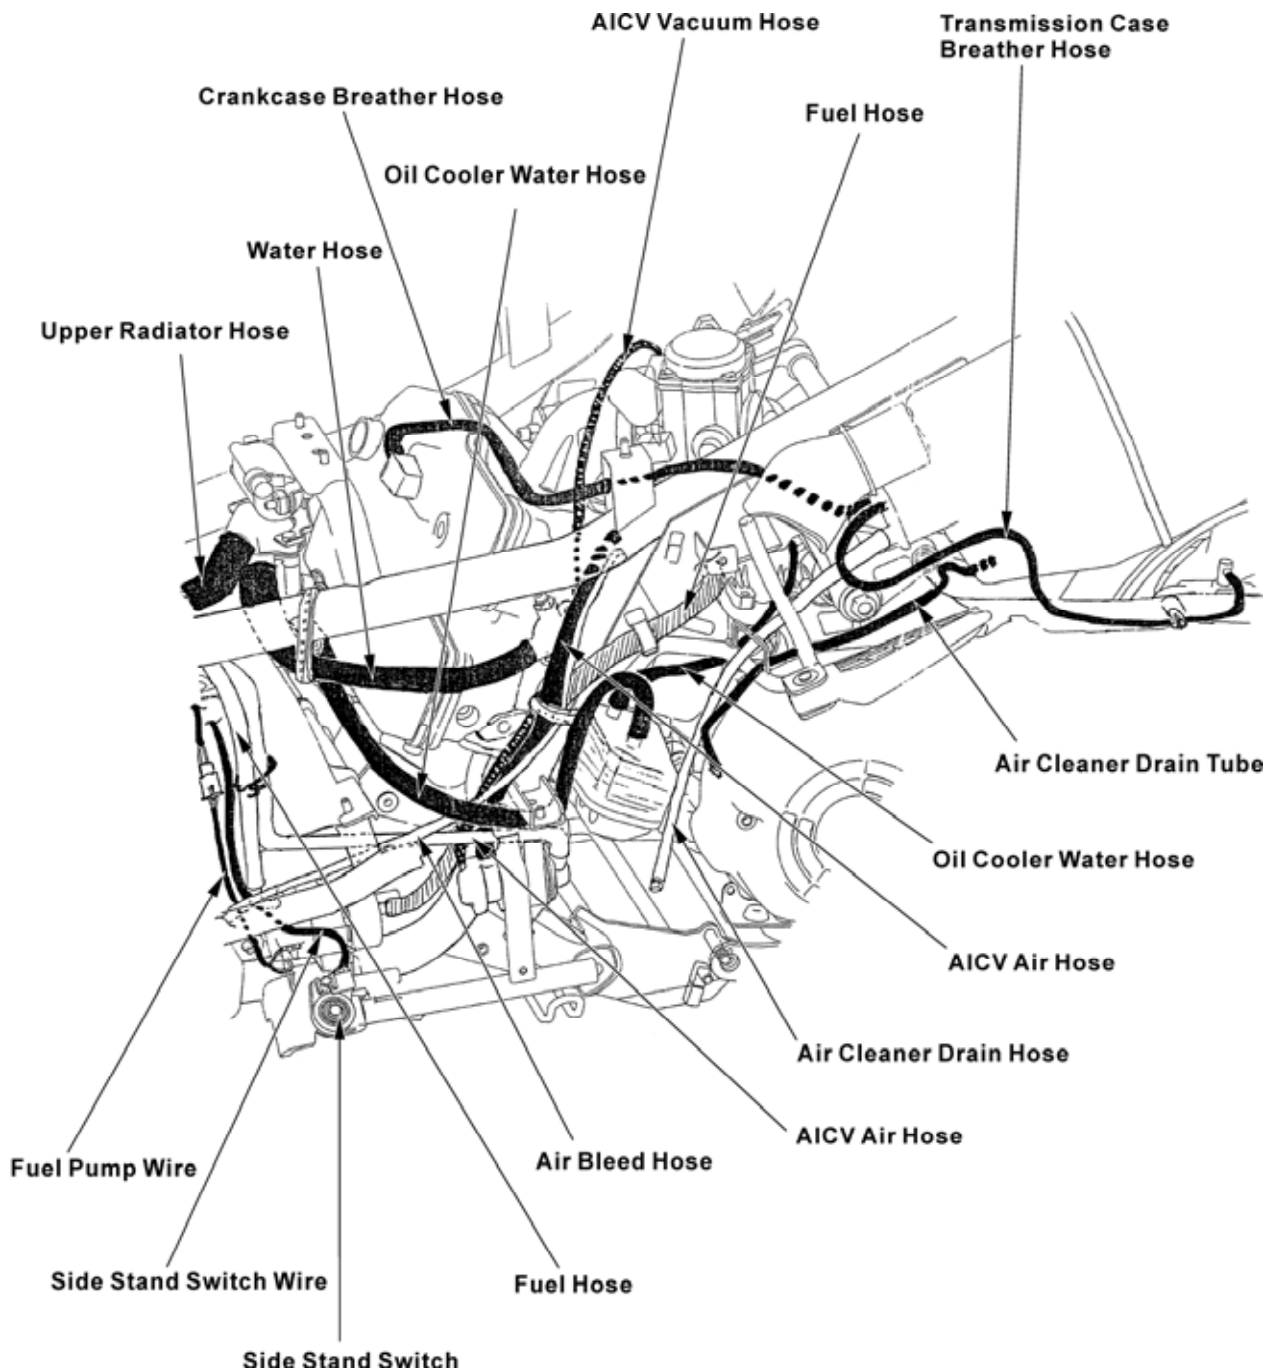 AICV Vacuum Hose
Transmission Case
Breather Hose
Crankcase Breather Hose
Fuel Hose
Oil Cooler Water Hose
Water Hose
Upper Radiator Hose
Air Cleaner Drain Tube
Oil Cooler Water Hose
AICV Air Hose
Air Cleaner Drain Hose
AICV Air Hose
Air Bleed Hose
Fuel Pump Wire
Side Stand Switch Wire
Fuel Hose
Side Stand Switch